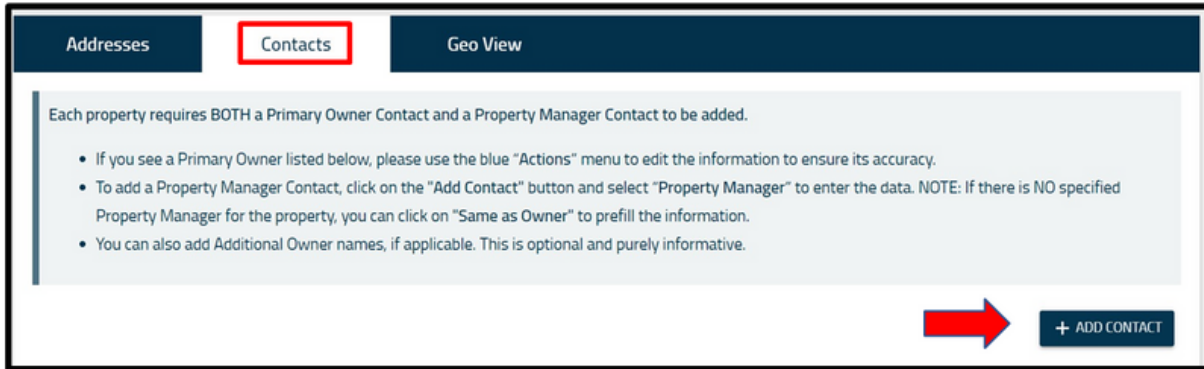 Addresses Contacts Geo View
Each property requires BOTH a Primary Owner Contact and a Property Manager Contact to be added.
• If you see a Primary Owner listed below, please use the blue "Actions" menu to edit the information to ensure its accuracy.
• To add a Property Manager Contact, click on the "Add Contact" button and select "Property Manager" to enter the data. NOTE: If there is NO specified
Property Manager for the property, you can click on "Same as Owner" to prefill the information.
• You can also add Additional Owner names, if applicable. This is optional and purely informative.
+ ADD CONTACT